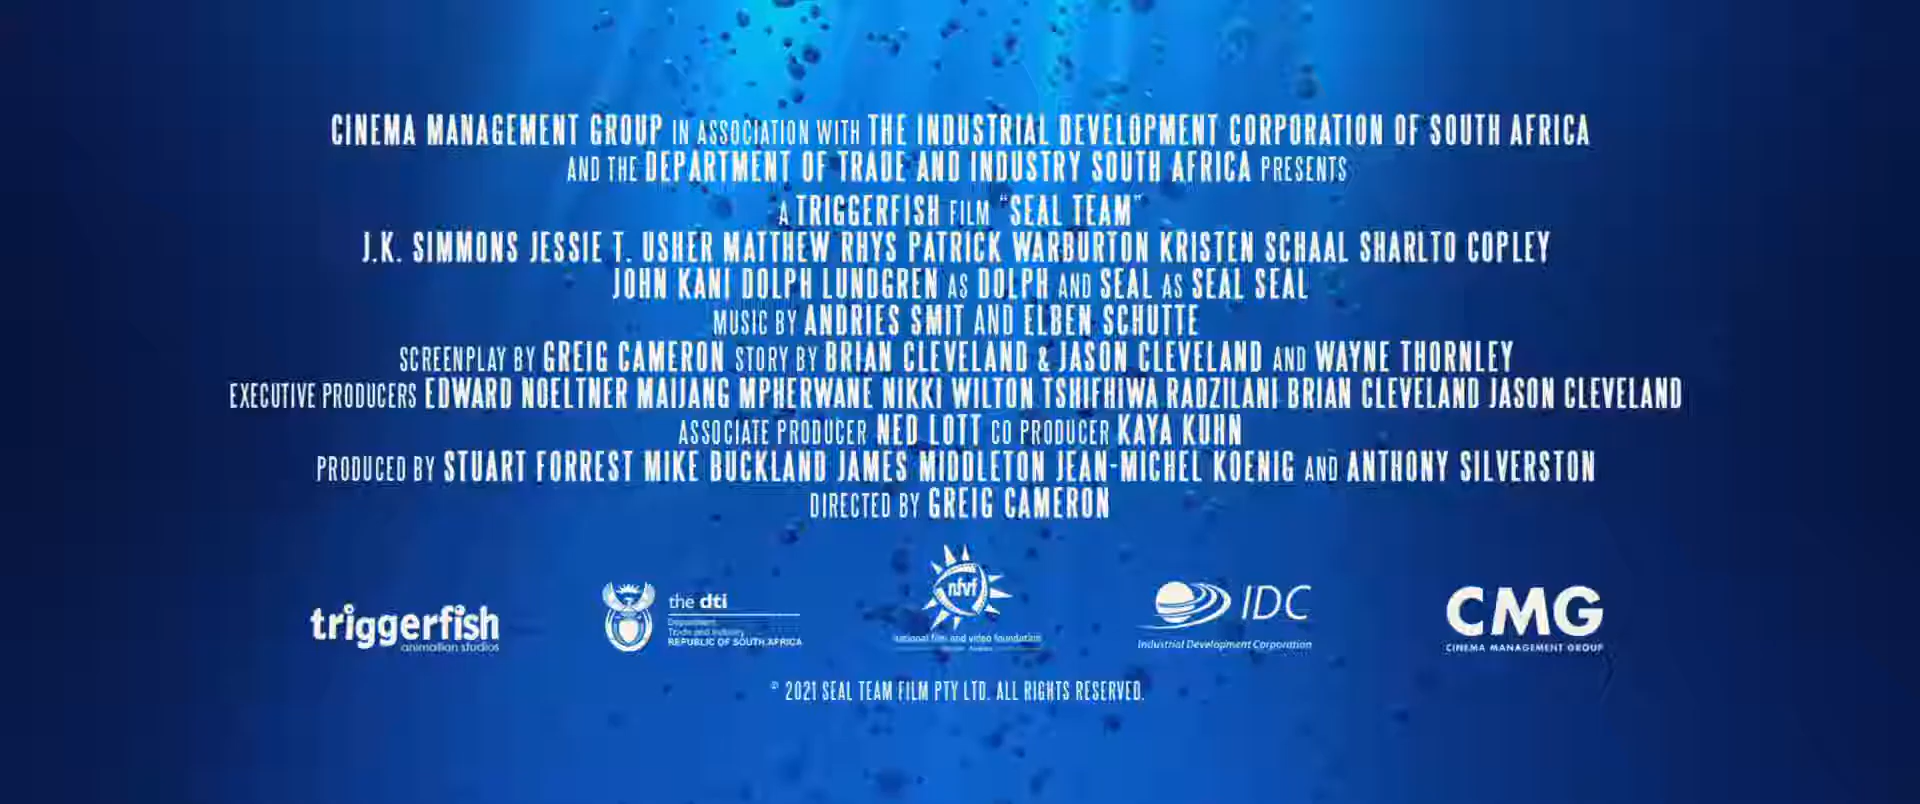 CINEMA MANAGEMENT GROUP IN ASSOCIATION WITH THE INDUSTRIAL DEVELOPMENT CORPORATION OF SOUTH AFRICA
AND THE DEPARTMENT OF TRADE AND INDUSTRY SOUTH AFRICA PRESENTS
A TRIGGERFISH FILM "SEAL TEAM"
J.K. SIMMONS JESSIE T. USHER MATTHEW RHYS PATRICK WARBURTON KRISTEN SCHAAL SHARLTO COPLEY
JOHN KANI DOLPH LUNDGREN AS DOLPH AND SEAL AS SEAL SEAL
MUSIC BY ANDRIES SMIT AND ELBEN SCHUTTE
SCREENPLAY BY GREIG CAMERON STORY BY BRIAN CLEVELAND & JASON CLEVELAND AND WAYNE THORNLEY
EXECUTIVE PRODUCERS EDWARD NOELTNER MAIJANG MPHERWANE NIKKI WILTON TSHIFHIWA RADZILANI BRIAN CLEVELAND JASON CLEVELAND
ASSOCIATE PRODUCER NED LOTT CO PRODUCER KAYA KUHN
PRODUCED BY STUART FORREST MIKE BUCKLAND JAMES MIDDLETON JEAN-MICHEL KOENIG AND ANTHONY SILVERSTON
DIRECTED BY GREIG CAMERON
triggerfish
animation studios
the dti
Department:
Trade and Industry
REPUBLIC OF SOUTH AFRICA
nfvf
national film and video foundation
IDC
Industrial Development Corporation
CMG
CINEMA MANAGEMENT GROUP
© 2021 SEAL TEAM FILM PTY LTD. ALL RIGHTS RESERVED.